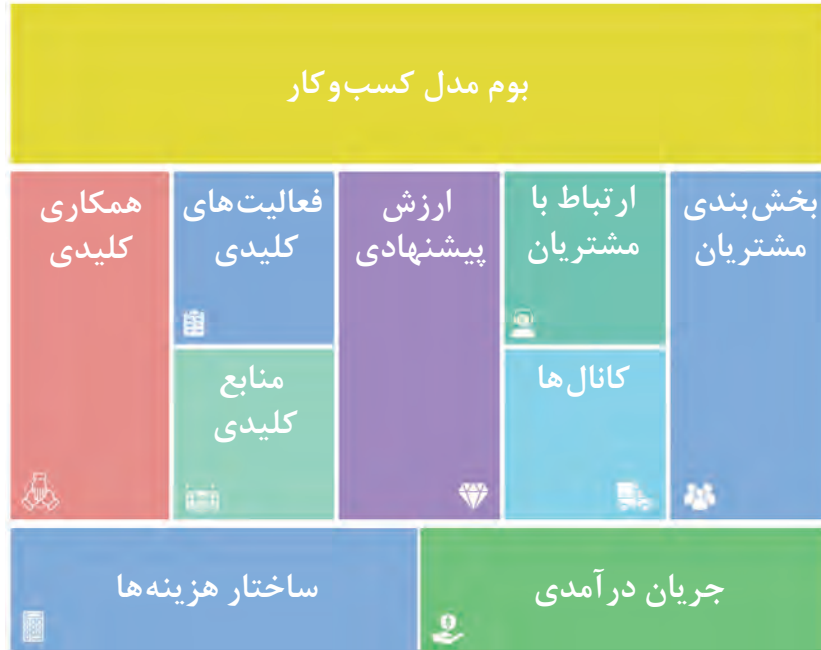 بوم مدل کسب‌وکار
بخش‌بندی
مشتریان
ارتباط با
مشتریان
کانال‌ها
ارزش
پیشنهادی
فعالیت‌های
کلیدی
منابع
کلیدی
همکاری
کلیدی
جریان درآمدی
ساختار هزینه‌ها